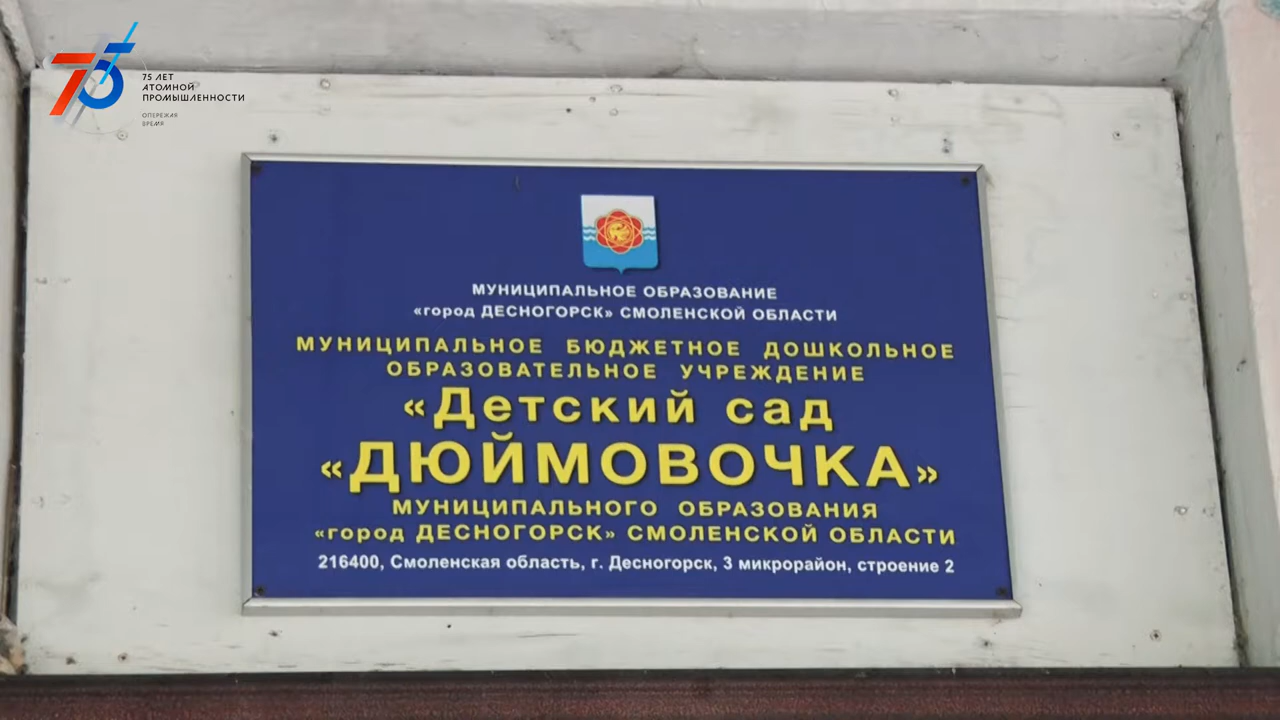 75
75 ЛЕТ
АТОМНОЙ
ПРОМЫШЛЕННОСТИ
ОПЕРЕЖАЯ
ВРЕМЯ
МУНИЦИПАЛЬНОЕ ОБРАЗОВАНИЕ
«город ДЕСНОГОРСК» СМОЛЕНСКОЙ ОБЛАСТИ
МУНИЦИПАЛЬНОЕ БЮДЖЕТНОЕ ДОШКОЛЬНОЕ
ОБРАЗОВАТЕЛЬНОЕ УЧРЕЖДЕНИЕ
«Детский сад
«ДЮЙМОВОЧКА»
МУНИЦИПАЛЬНОГО ОБРАЗОВАНИЯ
«город ДЕСНОГОРСК» СМОЛЕНСКОЙ ОБЛАСТИ
216400, Смоленская область, г. Десногорск, 3 микрорайон, строение 2